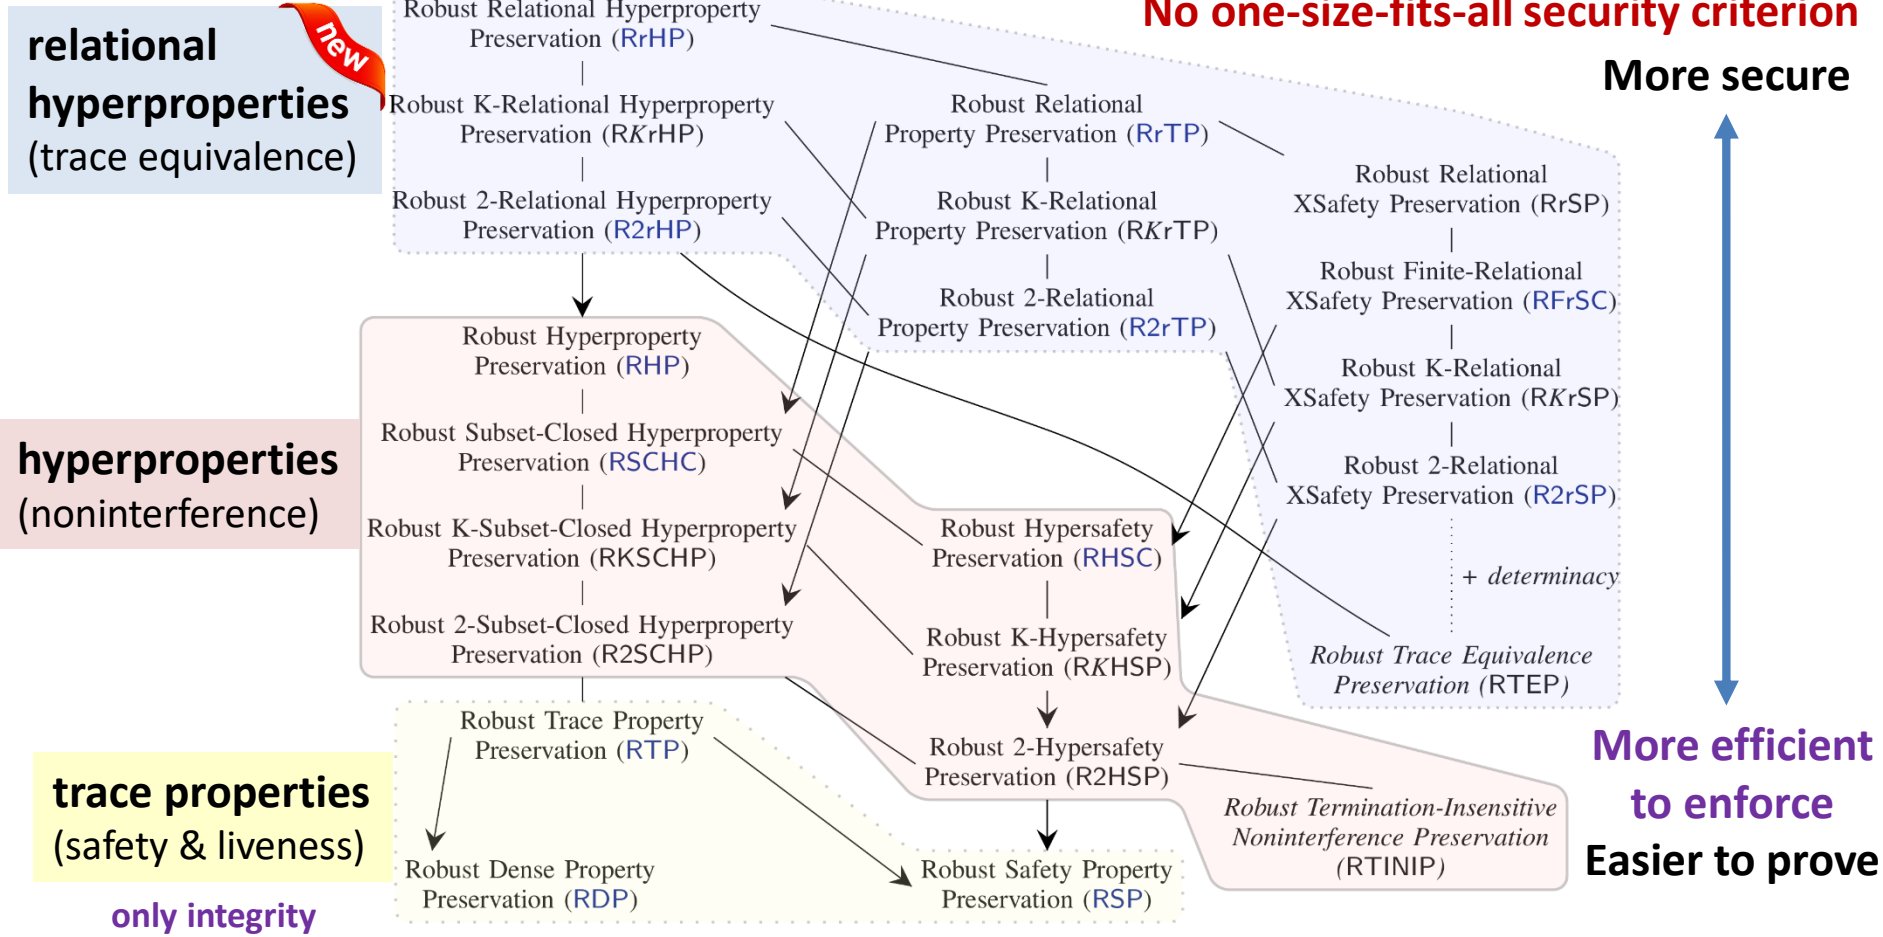 No one-size-fits-all security criterion
More secure
More efficient
to enforce
Easier to prove
relational
hyperproperties
(trace equivalence)
new
hyperproperties
(noninterference)
trace properties
(safety & liveness)
only integrity
Robust Relational Hyperproperty
Preservation (RrHP)
Robust K-Relational Hyperproperty
Preservation (RKrHP)
Robust 2-Relational Hyperproperty
Preservation (R2rHP)
Robust Relational
Property Preservation (RrTP)
Robust K-Relational
Property Preservation (RKrTP)
Robust 2-Relational
Property Preservation (R2rTP)
Robust Relational
XSafety Preservation (RrSP)
Robust Finite-Relational
XSafety Preservation (RFrSC)
Robust K-Relational
XSafety Preservation (RKrSP)
Robust 2-Relational
XSafety Preservation (R2rSP)
+ determinacy
Robust Trace Equivalence
Preservation (RTEP)
Robust Hyperproperty
Preservation (RHP)
Robust Subset-Closed Hyperproperty
Preservation (RSCHC)
Robust K-Subset-Closed Hyperproperty
Preservation (RKSCHP)
Robust 2-Subset-Closed Hyperproperty
Preservation (R2SCHP)
Robust Hypersafety
Preservation (RHSC)
Robust K-Hypersafety
Preservation (RKHSP)
Robust 2-Hypersafety
Preservation (R2HSP)
Robust Termination-Insensitive
Noninterference Preservation
(RTINIP)
Robust Trace Property
Preservation (RTP)
Robust Dense Property
Preservation (RDP)
Robust Safety Property
Preservation (RSP)